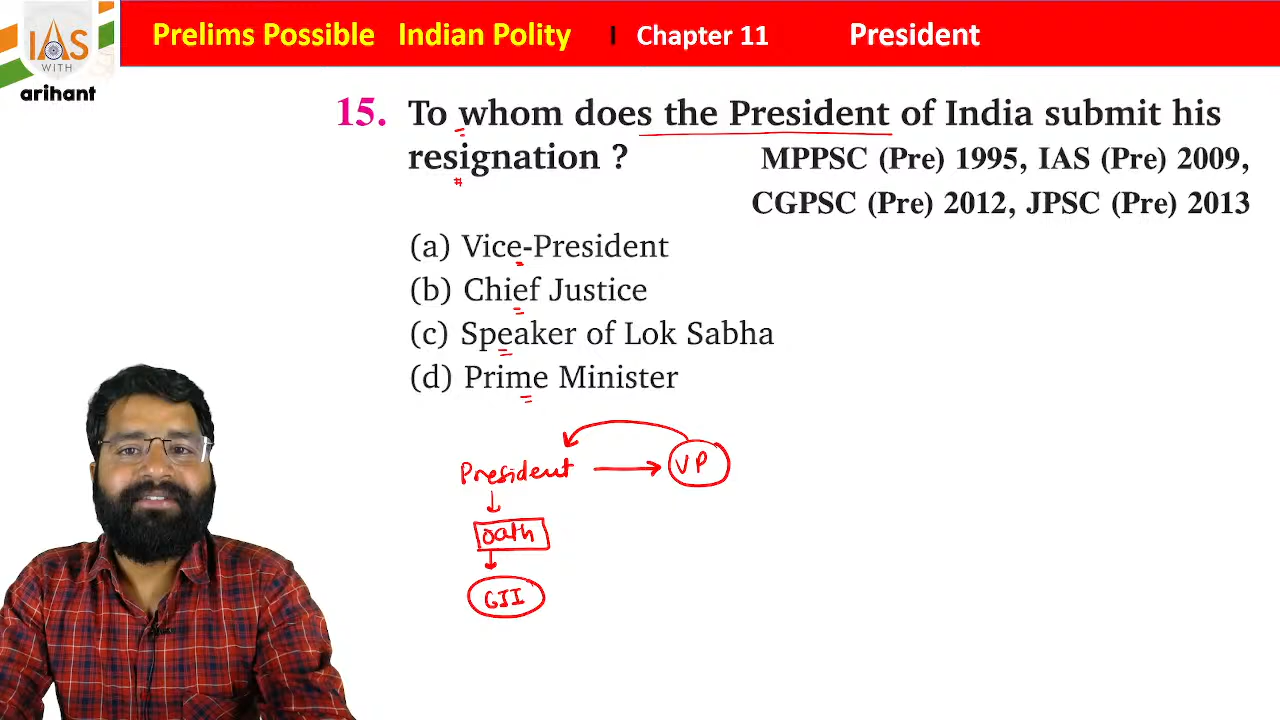 Prelims Possible Indian Polity | Chapter 11 President
IAS
WITH
arihant
15. To whom does the President of India submit his
resignation ? MPPSC (Pre) 1995, IAS (Pre) 2009,
CGPSC (Pre) 2012, JPSC (Pre) 2013
(a) Vice-President
(b) Chief Justice
(c) Speaker of Lok Sabha
(d) Prime Minister
President → VP
Oath